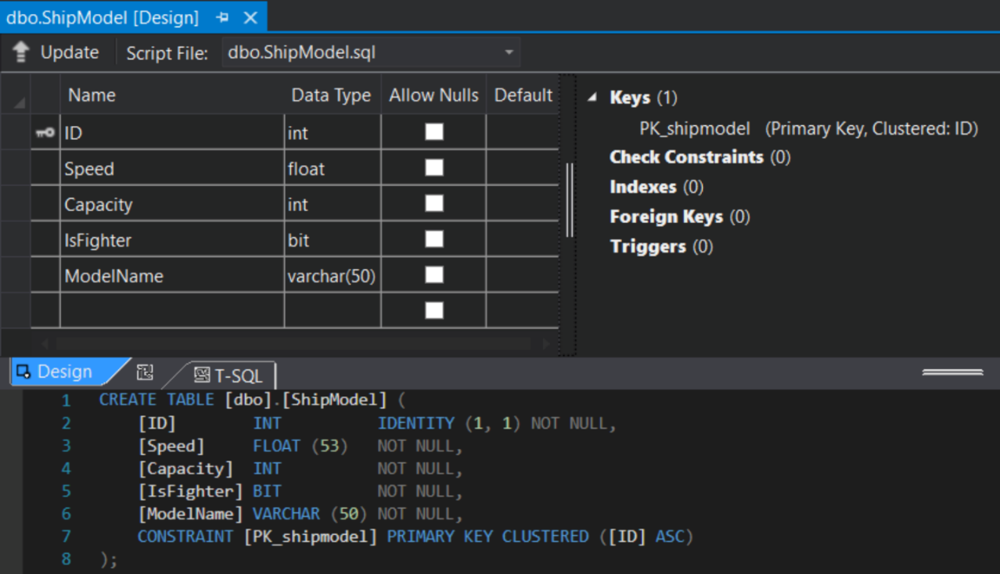 dbo.ShipModel [Design]
Update Script File: dbo.ShipModel.sql
Name Data Type Allow Nulls Default
ID int
Speed float
Capacity int
IsFighter bit
ModelName varchar(50)
Keys (1)
PK_shipmodel (Primary Key, Clustered: ID)
Check Constraints (0)
Indexes (0)
Foreign Keys (0)
Triggers (0)
Design T-SQL
1 CREATE TABLE [dbo].[ShipModel] (
2 [ID] INT IDENTITY (1, 1) NOT NULL,
3 [Speed] FLOAT (53) NOT NULL,
4 [Capacity] INT NOT NULL,
5 [IsFighter] BIT NOT NULL,
6 [ModelName] VARCHAR (50) NOT NULL,
7 CONSTRAINT [PK_shipmodel] PRIMARY KEY CLUSTERED ([ID] ASC)
8 );